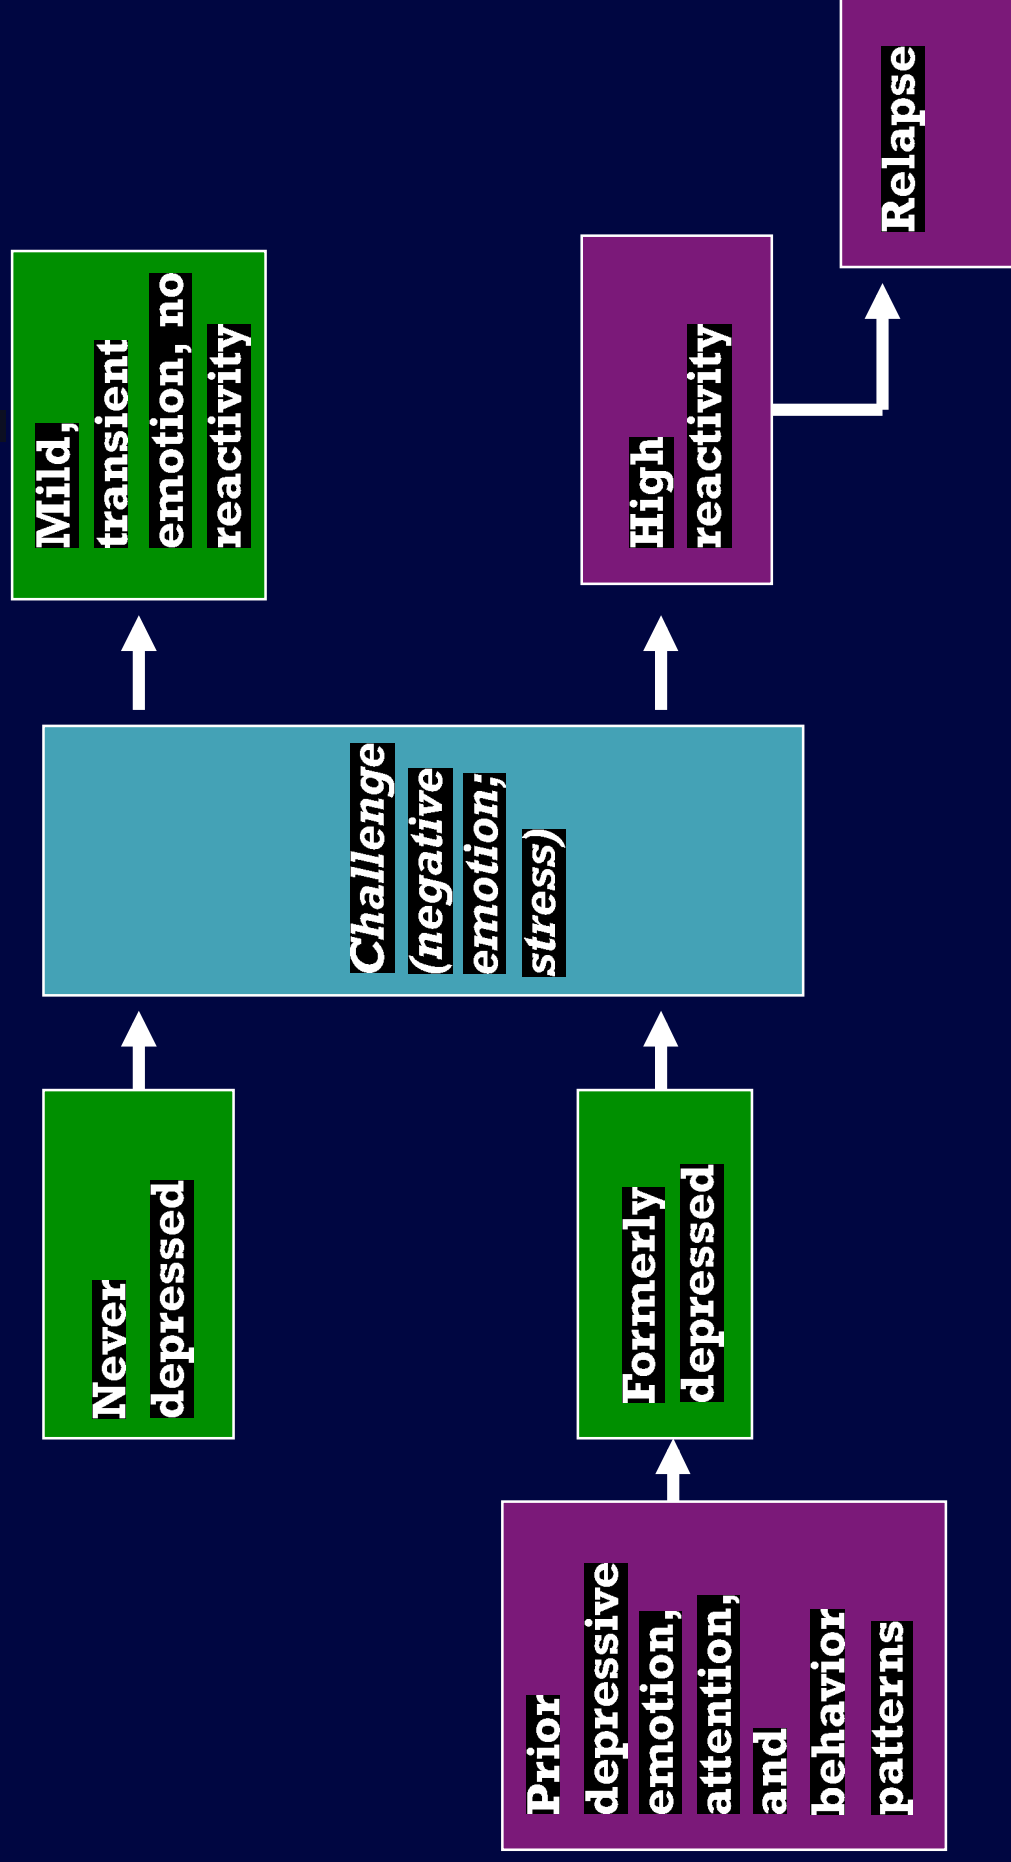 Never
depressed
Prior
depressive
emotion,
attention,
and
behavior
patterns
Formerly
depressed
Challenge
(negative
emotion;
stress)
Mild,
transient
emotion, no
reactivity
High
reactivity
Relapse